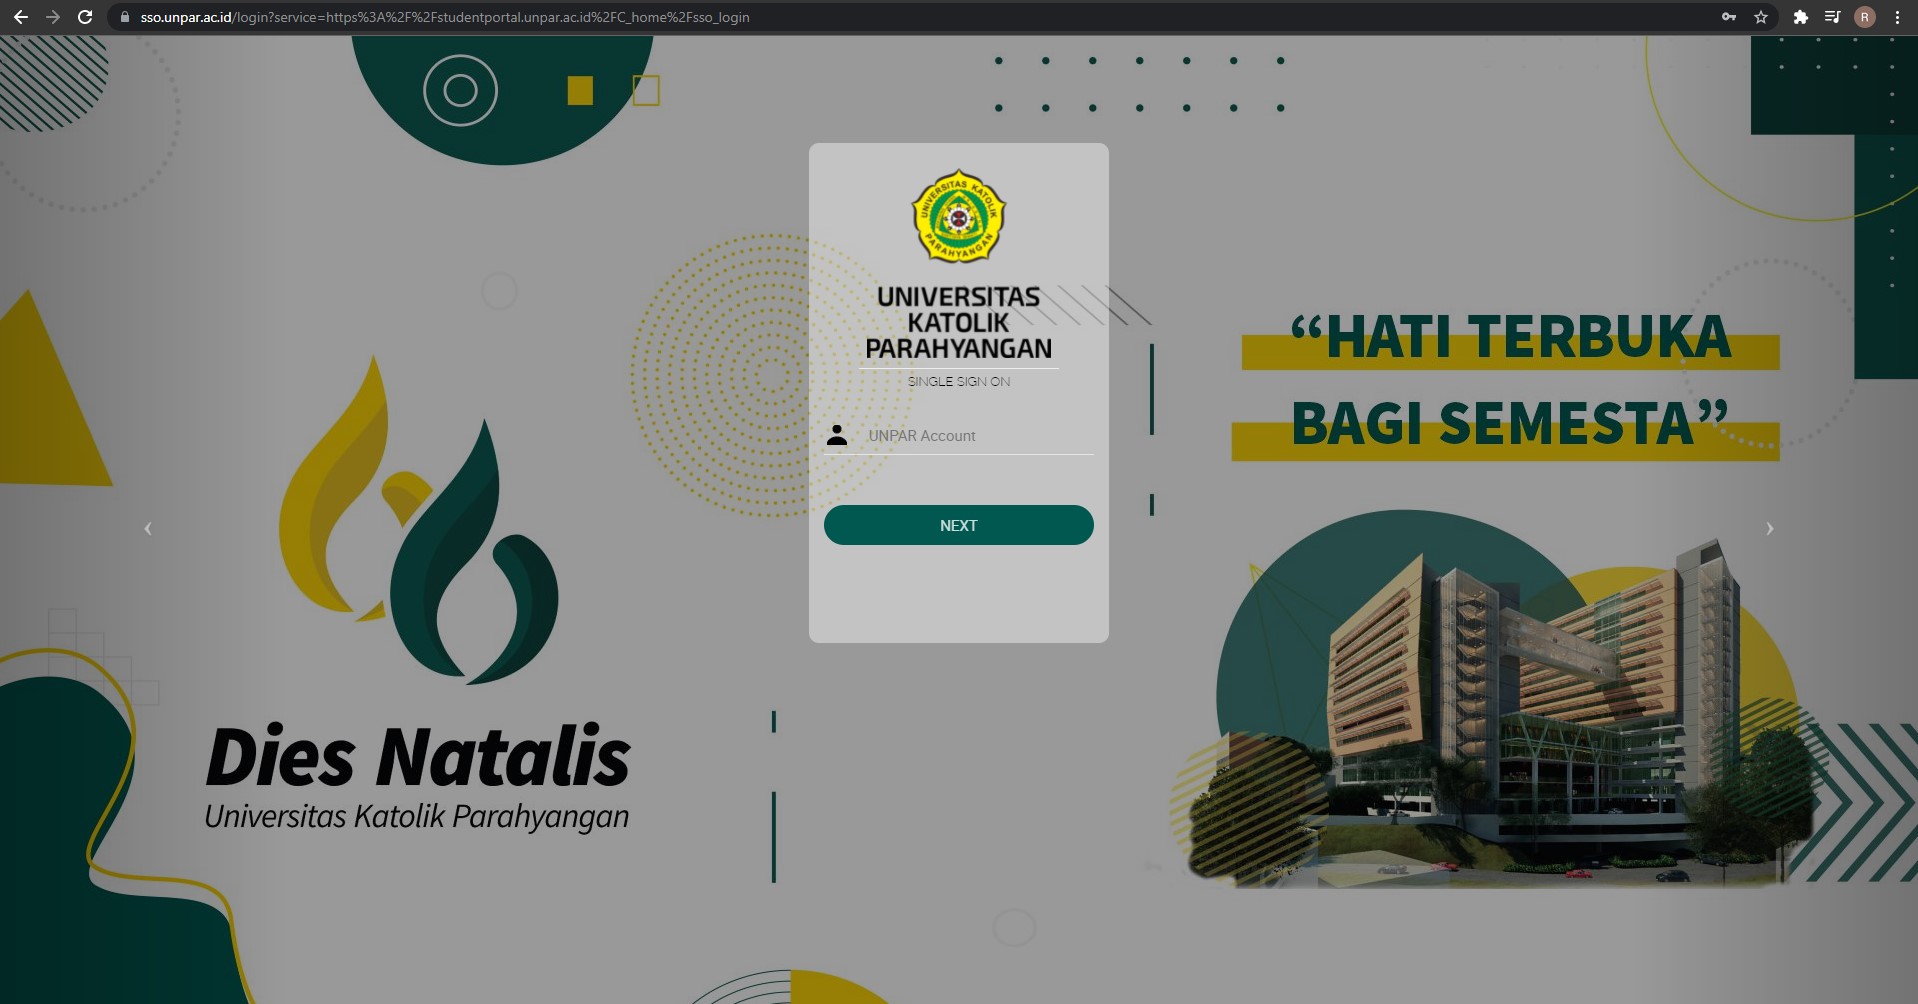 sso.unpar.ac.id/login?service=https%3A%2F%2Fstudentportal.unpar.ac.id%2FC_home%2Fsso_login
R
UNIVERSITAS KATOLIK
PARAHYANGAN
UNIVERSITAS
KATOLIK
PARAHYANGAN
SINGLE SIGN ON
UNPAR Account
NEXT
“HATI TERBUKA
BAGI SEMESTA”
Dies Natalis
Universitas Katolik Parahyangan